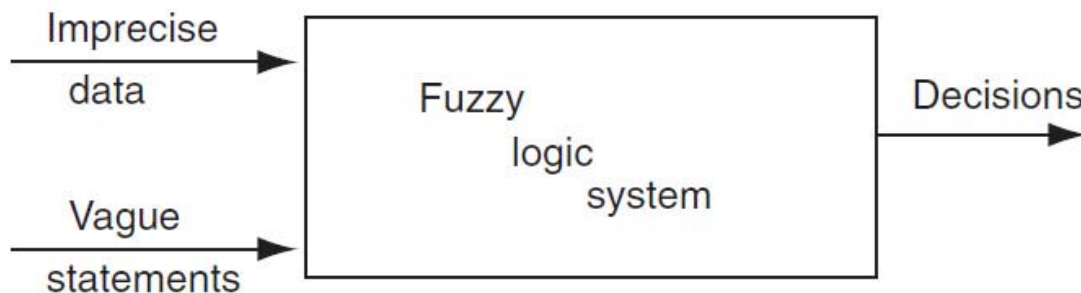 Imprecise
data
Fuzzy
logic
system
Decisions
Vague
statements